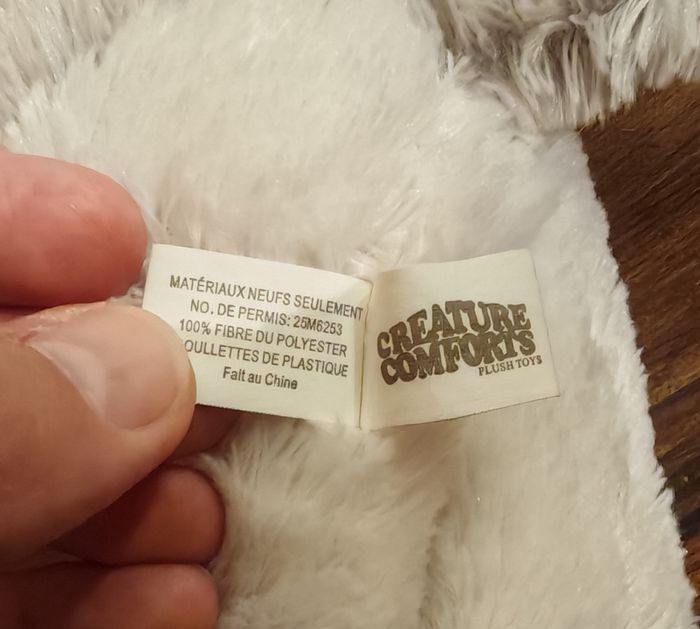 MATÉRIAUX NEUFS SEULEMENT
NO. DE PERMIS: 25M6253
100% FIBRE DU POLYESTER
OULLETTES DE PLASTIQUE
Fait au Chine
CREATURE
COMFORTS
PLUSH TOYS